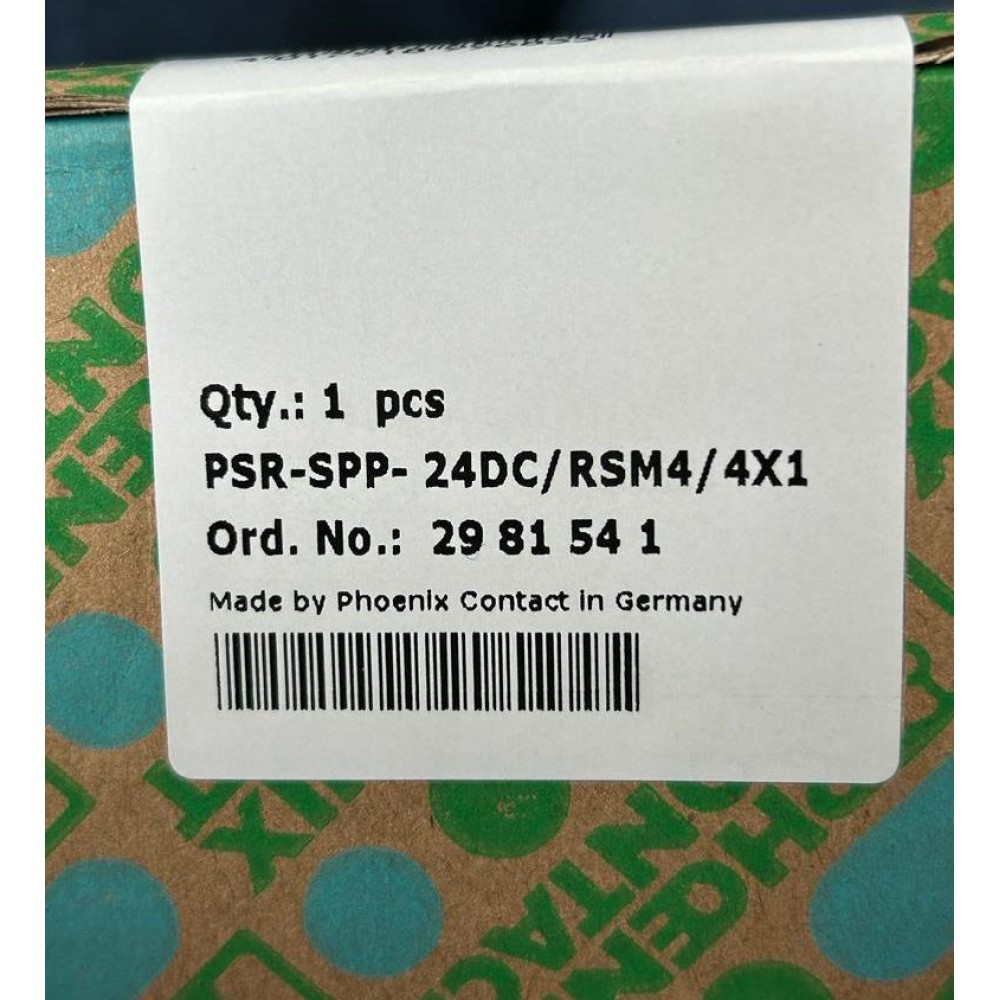 Qty.: 1 pcs
PSR-SPP- 24DC/RSM4/4X1
Ord. No.: 29 81 54 1
Made by Phoenix Contact in Germany